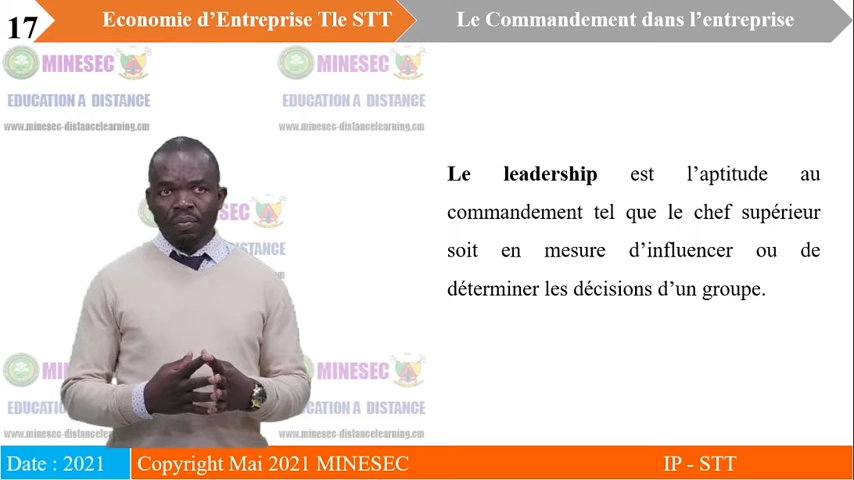 17
Economie d’Entreprise Tle STT
Le Commandement dans l’entreprise
MINESEC
EDUCATION A DISTANCE
www.minesec-distancelearning.cm
MINESEC
EDUCATION A DISTANCE
www.minesec-distancelearning.cm
Le leadership est l’aptitude au
commandement tel que le chef supérieur
soit en mesure d’influencer ou de
déterminer les décisions d’un groupe.
MINESEC
CATION A DISTANCE
www.minesec-distancelearning.cm
Date : 2021
Copyright Mai 2021 MINESEC
IP - STT